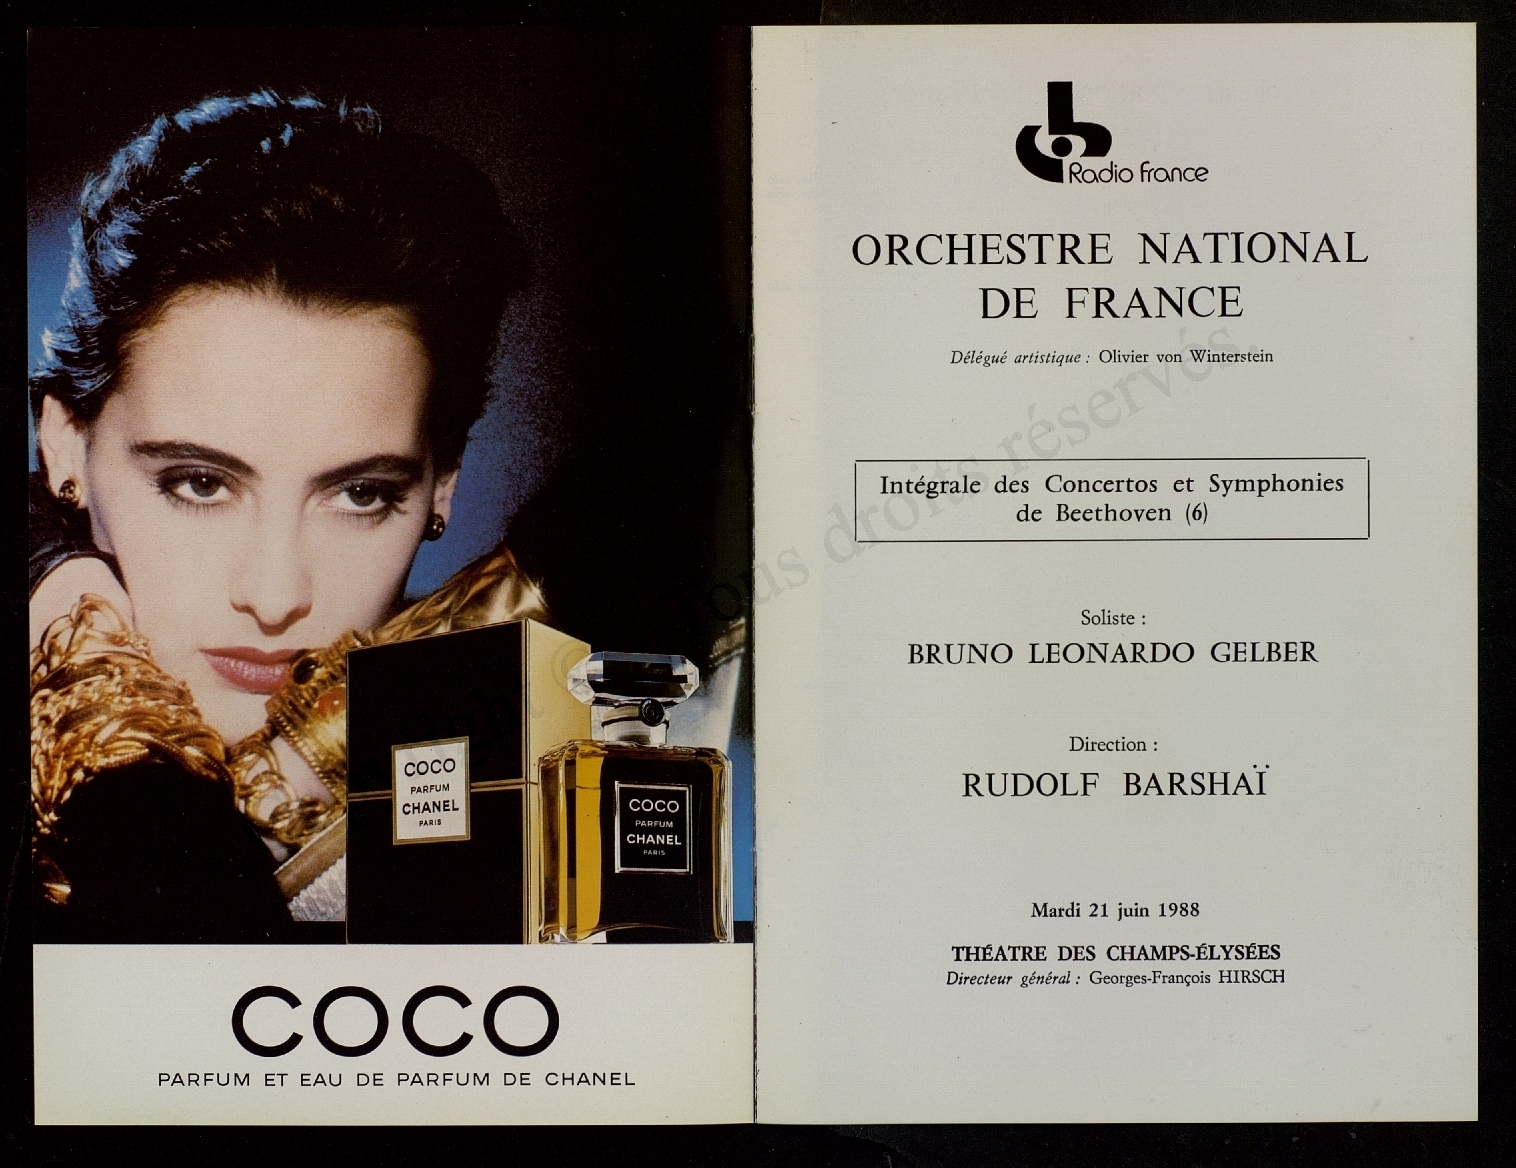 COCO
PARFUM
CHANEL
PARIS
COCO
PARFUM
CHANEL
PARIS
COCO
PARFUM ET EAU DE PARFUM DE CHANEL
Radio france
ORCHESTRE NATIONAL
DE FRANCE
Délégué artistique : Olivier von Winterstein
Intégrale des Concertos et Symphonies
de Beethoven (6)
Soliste :
BRUNO LEONARDO GELBER
Direction :
RUDOLF BARSHAÏ
Mardi 21 juin 1988
THÉATRE DES CHAMPS-ÉLYSÉES
Directeur général : Georges-François HIRSCH
© Tous droits réservés.